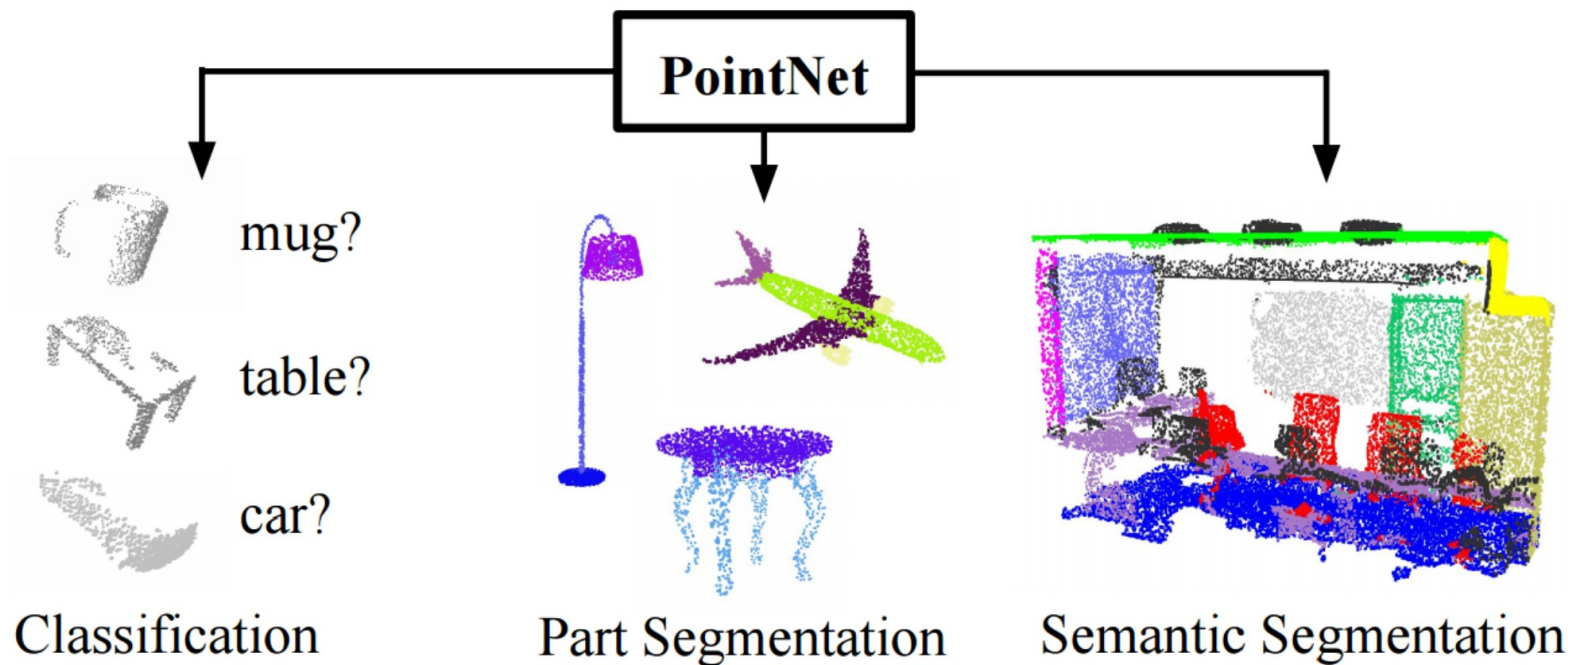 PointNet
mug?
table?
car?
Classification
Part Segmentation
Semantic Segmentation